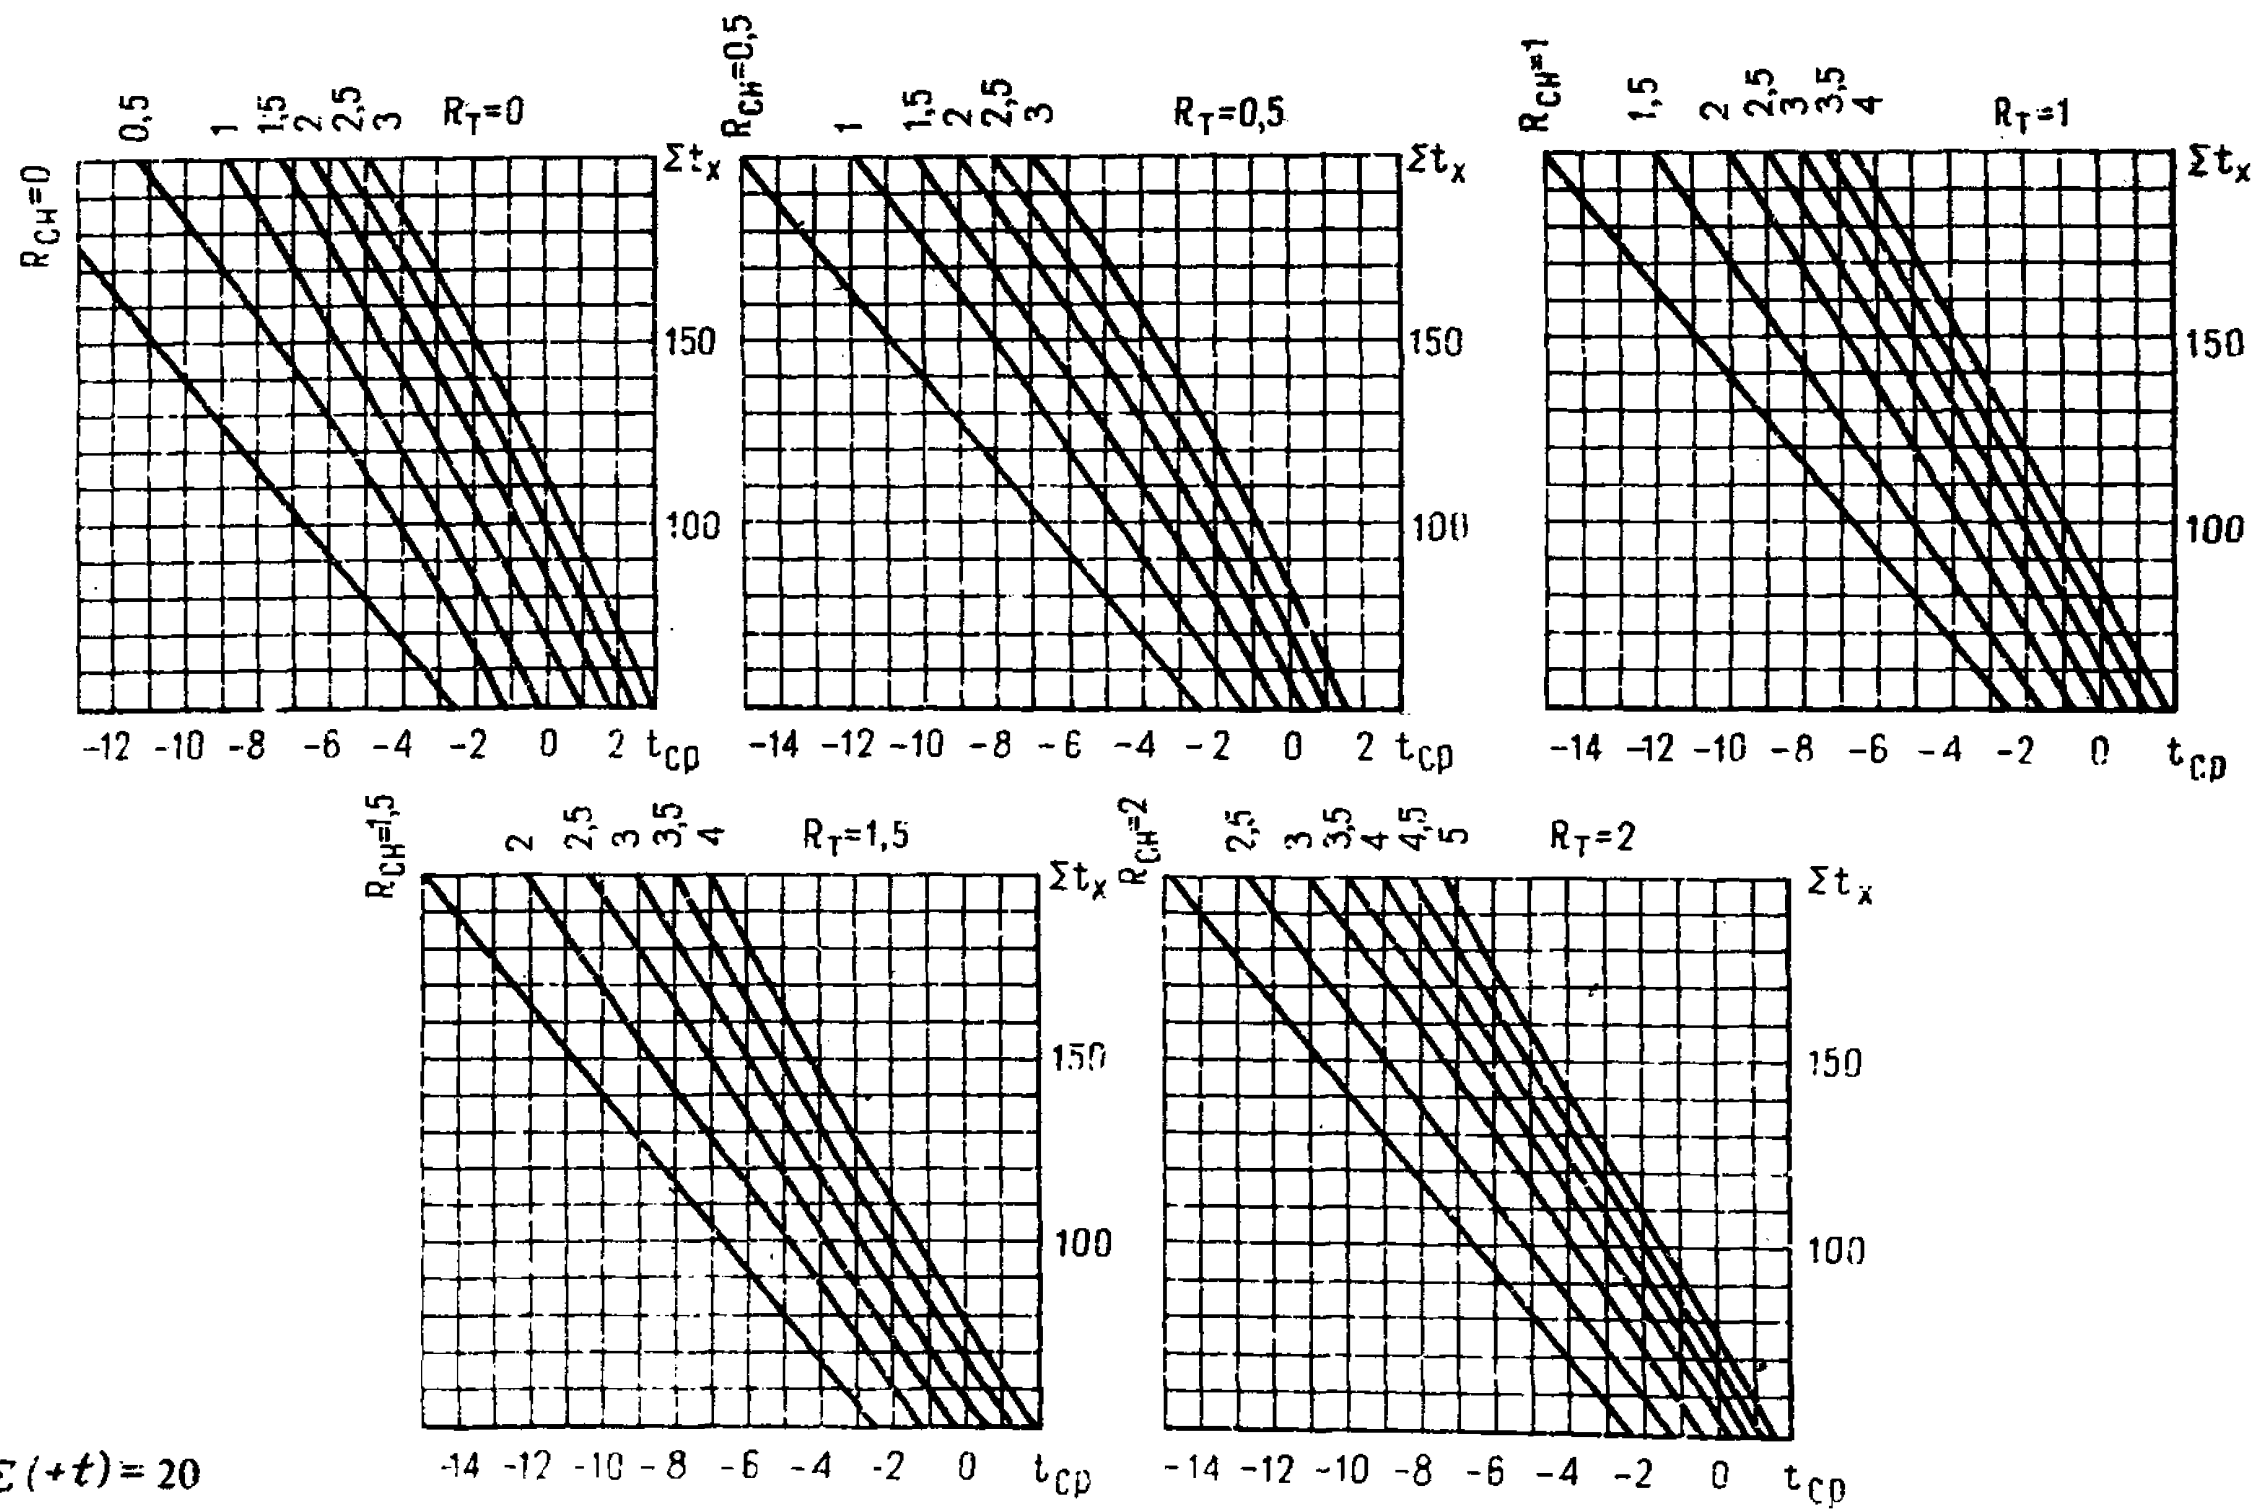 R_CH=0 0,5 1 1,5 2 2,5 3 R_T=0
Σt_x
150
100
-12 -10 -8 -6 -4 -2 0 2 t_cp
R_CH=0,5 1 1,5 2 2,5 3 R_T=0,5
Σt_x
150
100
-14 -12 -10 -8 -6 -4 -2 0 2 t_cp
R_CH=1 1,5 2 2,5 3 3,5 4 R_T=1
Σt_x
150
100
-14 -12 -10 -8 -6 -4 -2 0 t_cp
R_CH=1,5 2 2,5 3 3,5 4 R_T=1,5
Σt_x
150
100
-14 -12 -10 -8 -6 -4 -2 0 t_cp
R_CH=2 2,5 3 3,5 4 4,5 5 R_T=2
Σt_x
150
100
-14 -12 -10 -8 -6 -4 -2 0 t_cp
Σ(+t)=20